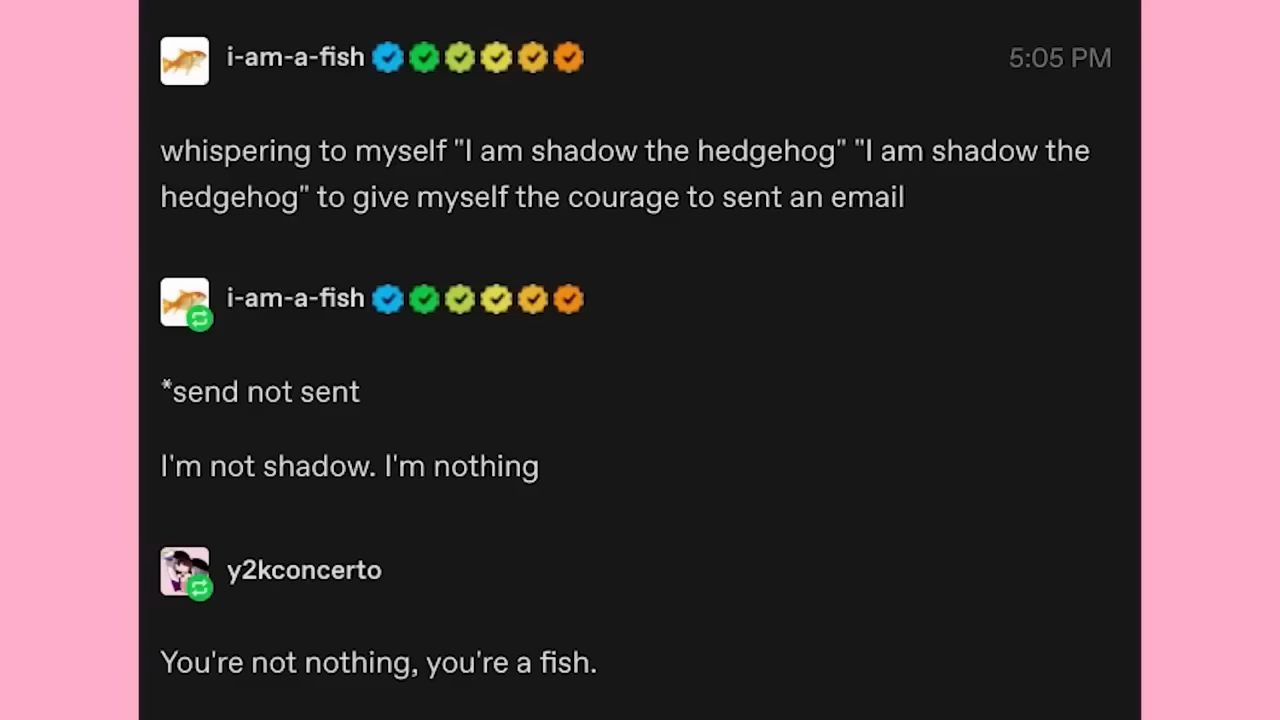 i-am-a-fish
5:05 PM
whispering to myself "I am shadow the hedgehog" "I am shadow the
hedgehog" to give myself the courage to sent an email
i-am-a-fish
*send not sent
I'm not shadow. I'm nothing
y2kconcerto
You're not nothing, you're a fish.